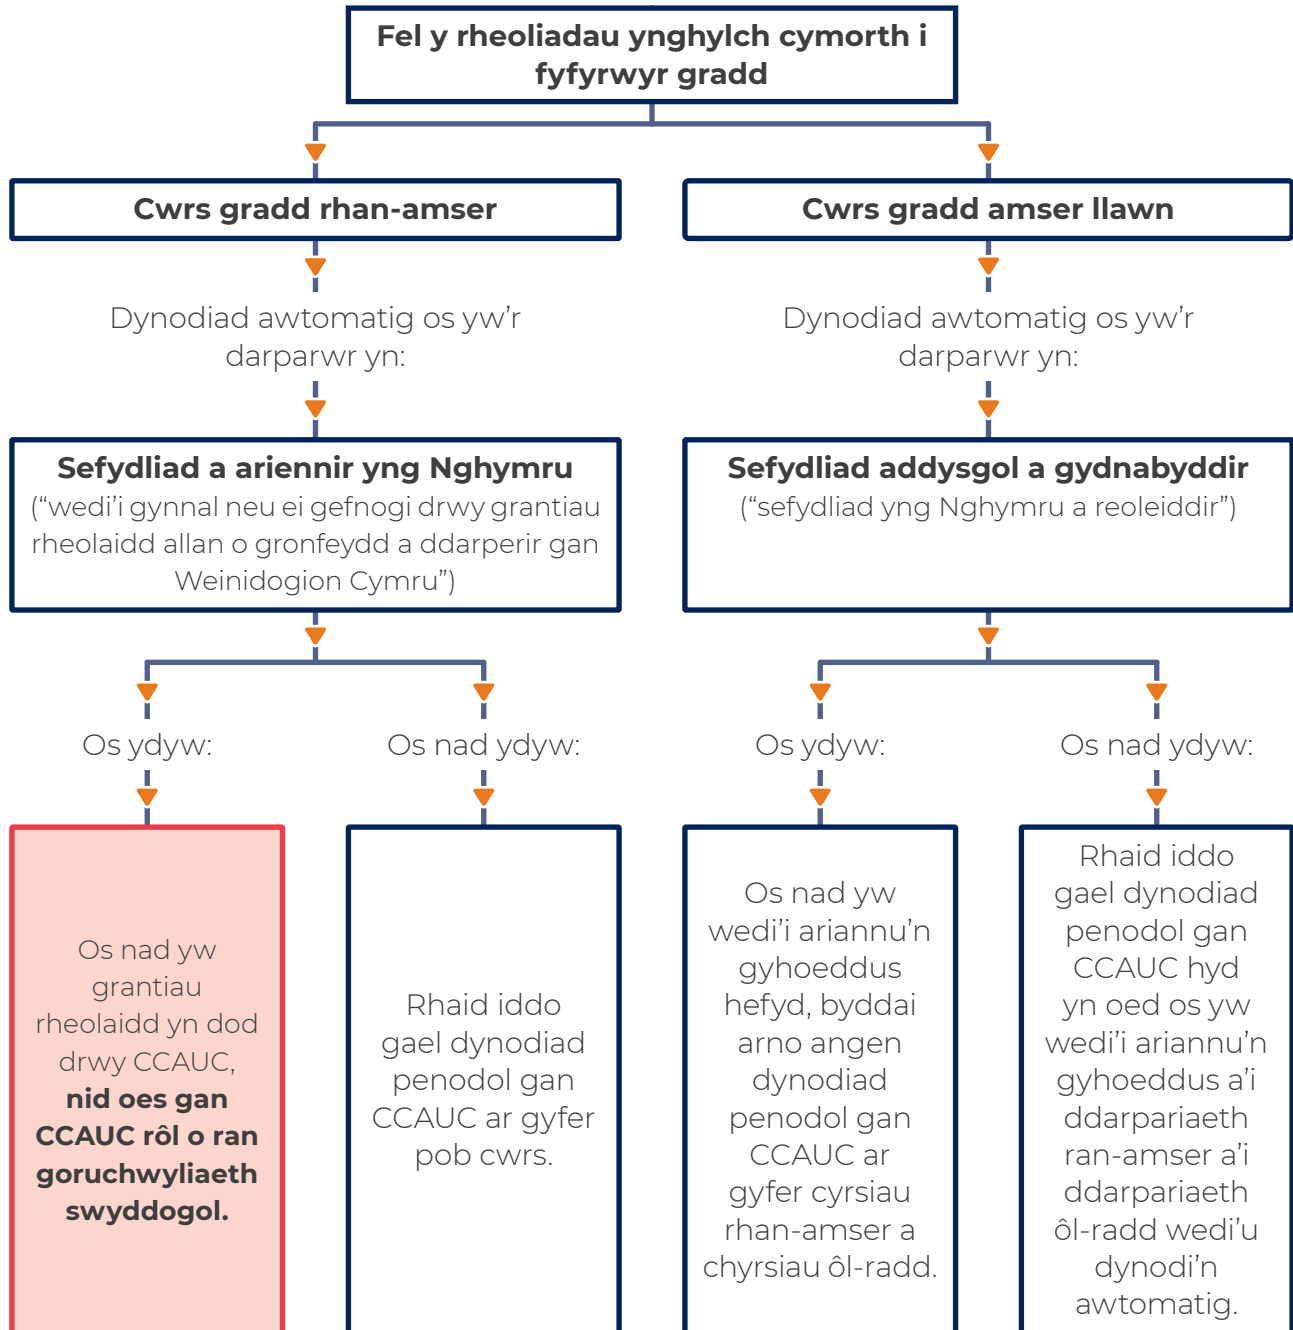 Fel y rheoliadau ynghylch cymorth i
fyfyrwyr gradd
Cwrs gradd rhan-amser
Cwrs gradd amser llawn
Dynodiad awtomatig os yw’r
darparwr yn:
Dynodiad awtomatig os yw’r
darparwr yn:
Sefydliad a ariennir yng Nghymru
(“wedi’i gynnal neu ei gefnogi drwy grantiau
rheolaidd allan o gronfeydd a ddarperir gan
Weinidogion Cymru”)
Sefydliad addysgol a gydnabyddir
(“sefydliad yng Nghymru a reoleiddir”)
Os ydyw:
Os nad ydyw:
Os ydyw:
Os nad ydyw:
Os nad yw
grantiau
rheolaidd yn dod
drwy CCAUC,
nid oes gan
CCAUC rôl o ran
goruchwyliaeth
swyddogol.
Rhaid iddo
gael dynodiad
penodol gan
CCAUC ar gyfer
pob cwrs.
Os nad yw
wedi’i ariannu’n
gyhoeddus
hefyd, byddai
arno angen
dynodiad
penodol gan
CCAUC ar
gyfer cyrsiau
rhan-amser a
chyrsiau ôl-radd.
Rhaid iddo
gael dynodiad
penodol gan
CCAUC hyd
yn oed os yw
wedi’i ariannu’n
gyhoeddus a’i
ddarpariaeth
ran-amser a’i
ddarpariaeth
ôl-radd wedi’u
dynodi’n
awtomatig.